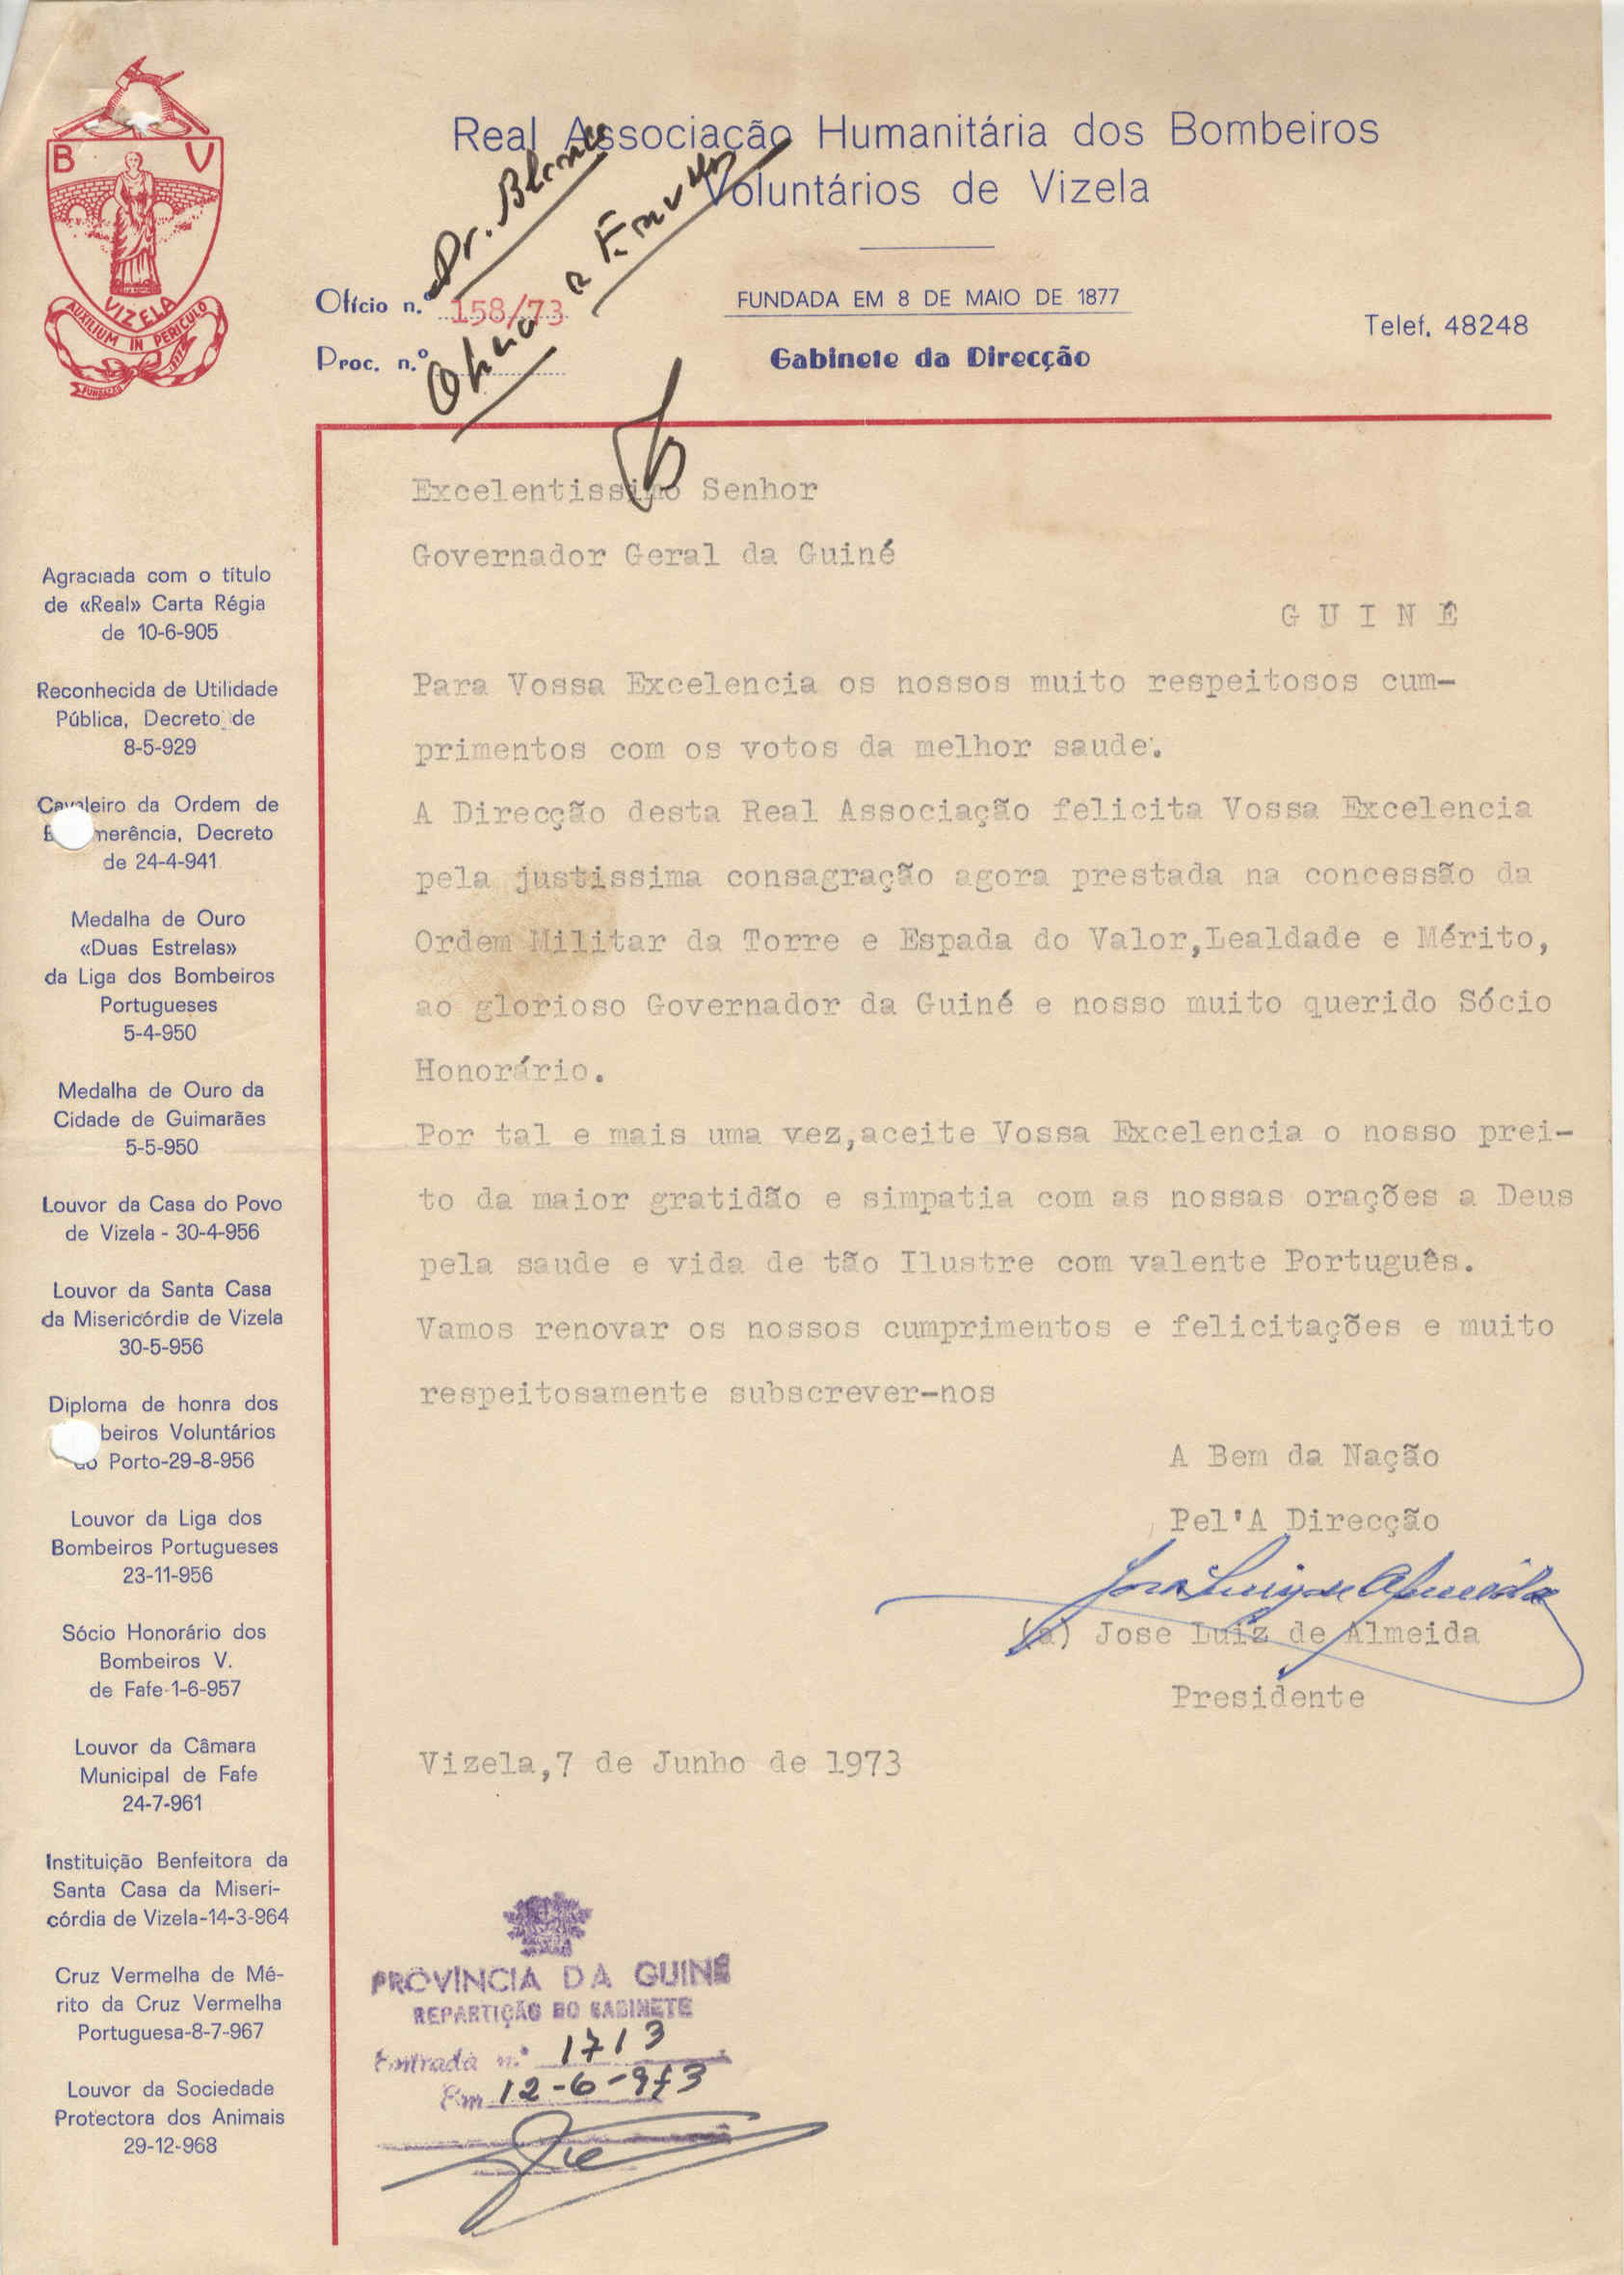 B V
VIZELA
AUXILIUM IN PERICULO
FUNDADA
1877
Real Associação Humanitária dos Bombeiros
Voluntários de Vizela
Ofício n.º 158/73
Proc. n.º
FUNDADA EM 8 DE MAIO DE 1877
Gabinete da Direcção
Telef. 48248
Dr.
Excelentissimo Senhor
Governador Geral da Guiné
G U I N É
Para Vossa Excelencia os nossos muito respeitosos cum-
primentos com os votos da melhor saude.
A Direcção desta Real Associação felicita Vossa Excelencia
pela justissima consagração agora prestada na concessão da
Ordem Militar da Torre e Espada do Valor,Lealdade e Mérito,
ao glorioso Governador da Guiné e nosso muito querido Sócio
Honorário.
Por tal e mais uma vez,aceite Vossa Excelencia o nosso prei-
to da maior gratidão e simpatia com as nossas orações a Deus
pela saude e vida de tão Ilustre com valente Português.
Vamos renovar os nossos cumprimentos e felicitações e muito
respeitosamente subscrever-nos
A Bem da Nação
Pel'A Direcção
Jose Luiz de Almeida
(a) Jose Luiz de Almeida
Presidente
Vizela,7 de Junho de 1973
Agraciada com o título
de «Real» Carta Régia
de 10-6-905
Reconhecida de Utilidade
Pública, Decreto de
8-5-929
Cavaleiro da Ordem de
merência, Decreto
de 24-4-941
Medalha de Ouro
«Duas Estrelas»
da Liga dos Bombeiros
Portugueses
5-4-950
Medalha de Ouro da
Cidade de Guimarães
5-5-950
Louvor da Casa do Povo
de Vizela - 30-4-956
Louvor da Santa Casa
da Misericórdia de Vizela
30-5-956
Diploma de honra dos
beiros Voluntários
do Porto-29-8-956
Louvor da Liga dos
Bombeiros Portugueses
23-11-956
Sócio Honorário dos
Bombeiros V.
de Fafe-1-6-957
Louvor da Câmara
Municipal de Fafe
24-7-961
Instituição Benfeitora da
Santa Casa da Miseri-
córdia de Vizela-14-3-964
Cruz Vermelha de Mé-
rito da Cruz Vermelha
Portuguesa-8-7-967
Louvor da Sociedade
Protectora dos Animais
29-12-968
PROVÍNCIA DA GUINÉ
REPARTIÇÃO DO GABINETE
Entrada n.º 1713
Em 12-6-973